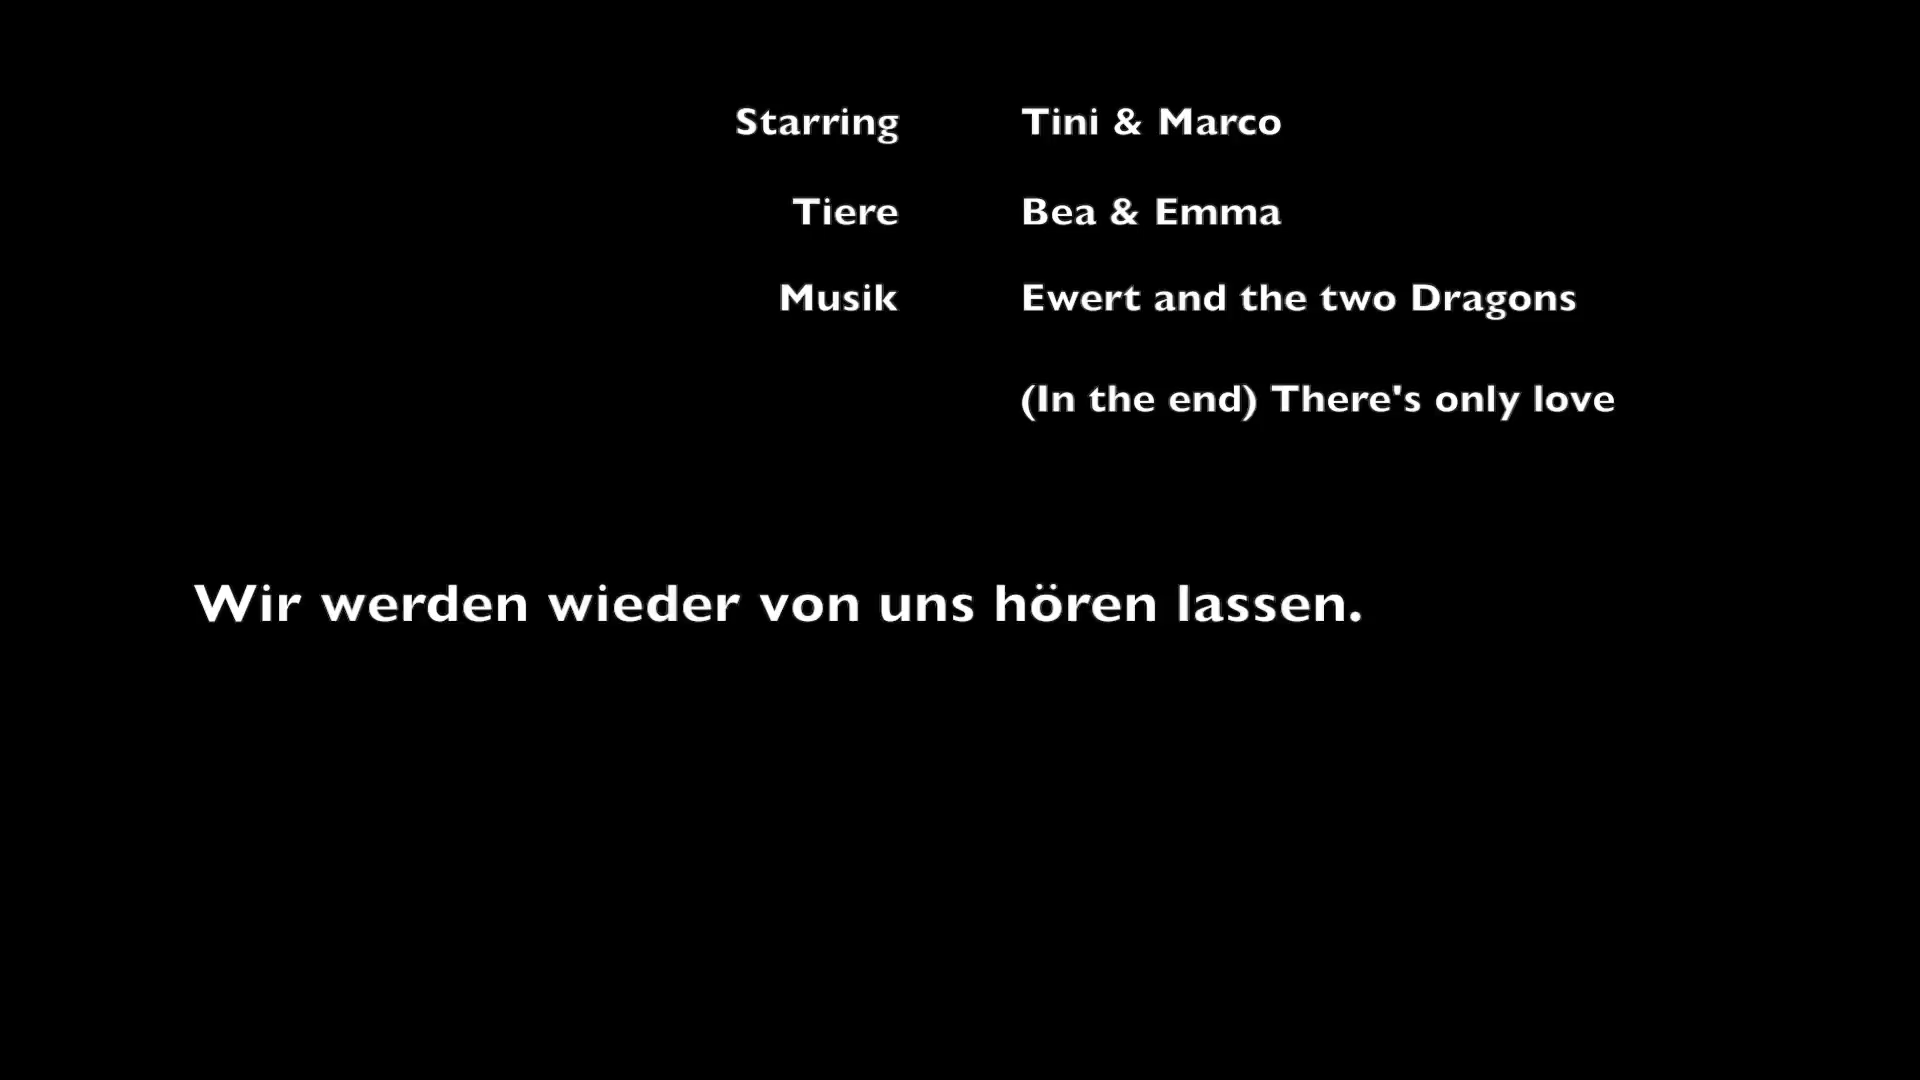 Starring Tini & Marco
Tiere Bea & Emma
Musik Ewert and the two Dragons
(In the end) There's only love
Wir werden wieder von uns hören lassen.